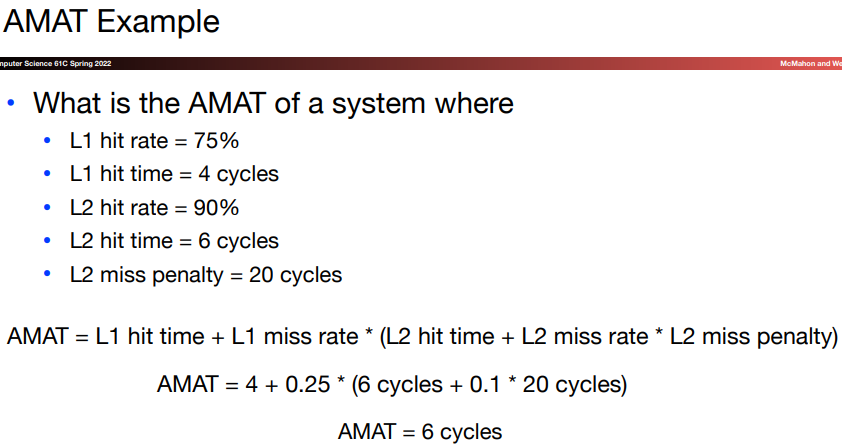 AMAT Example
mputer Science 61C Spring 2022
McMahon and We
• What is the AMAT of a system where
• L1 hit rate = 75%
• L1 hit time = 4 cycles
• L2 hit rate = 90%
• L2 hit time = 6 cycles
• L2 miss penalty = 20 cycles
AMAT = L1 hit time + L1 miss rate * (L2 hit time + L2 miss rate * L2 miss penalty)
AMAT = 4 + 0.25 * (6 cycles + 0.1 * 20 cycles)
AMAT = 6 cycles